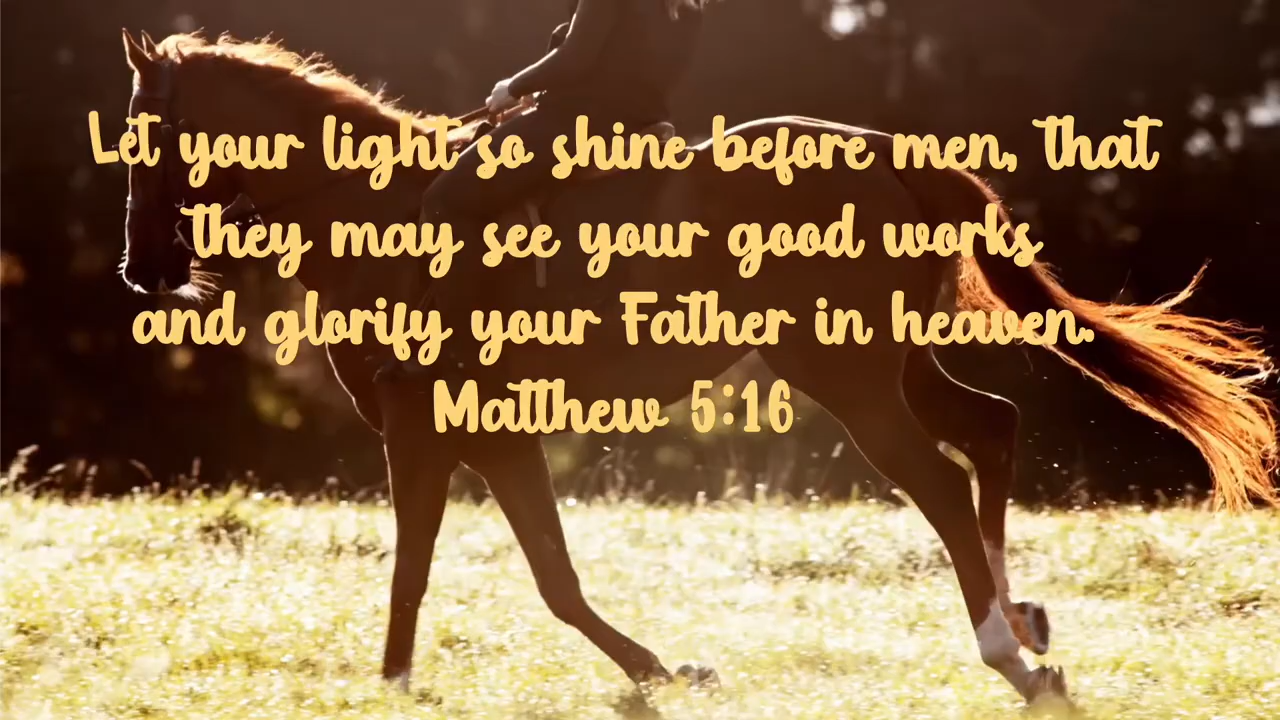 Let your light so shine before men, that
they may see your good works
and glorify your Father in heaven.
Matthew 5:16